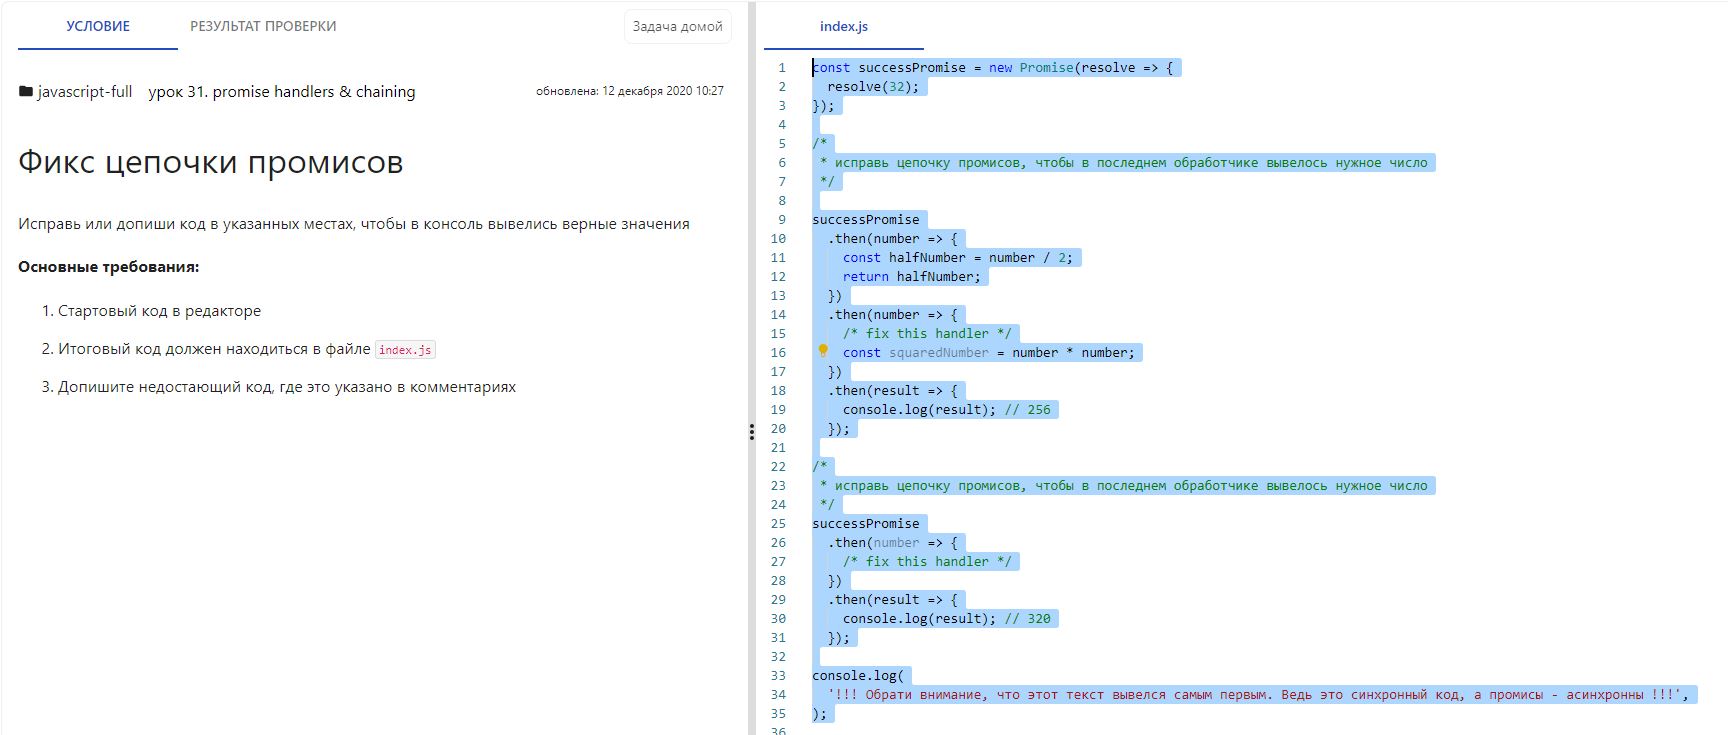 УСЛОВИЕ
РЕЗУЛЬТАТ ПРОВЕРКИ
Задача домой
javascript-full урок 31. promise handlers & chaining
обновлена: 12 декабря 2020 10:27
Фикс цепочки промисов
Исправь или допиши код в указанных местах, чтобы в консоль вывелись верные значения
Основные требования:
1. Стартовый код в редакторе
2. Итоговый код должен находиться в файле index.js
3. Допишите недостающий код, где это указано в комментариях
index.js
1 const successPromise = new Promise(resolve => {
2   resolve(32);
3 });
4
5 /*
6  * исправь цепочку промисов, чтобы в последнем обработчике вывелось нужное число
7  */
8
9 successPromise
10   .then(number => {
11     const halfNumber = number / 2;
12     return halfNumber;
13   })
14   .then(number => {
15     /* fix this handler */
16     const squaredNumber = number * number;
17   })
18   .then(result => {
19     console.log(result); // 256
20   });
21
22 /*
23  * исправь цепочку промисов, чтобы в последнем обработчике вывелось нужное число
24  */
25 successPromise
26   .then(number => {
27     /* fix this handler */
28   })
29   .then(result => {
30     console.log(result); // 320
31   });
32
33 console.log(
34   '!!! Обрати внимание, что этот текст вывелся самым первым. Ведь это синхронный код, а промисы - асинхронны !!!',
35 );
36